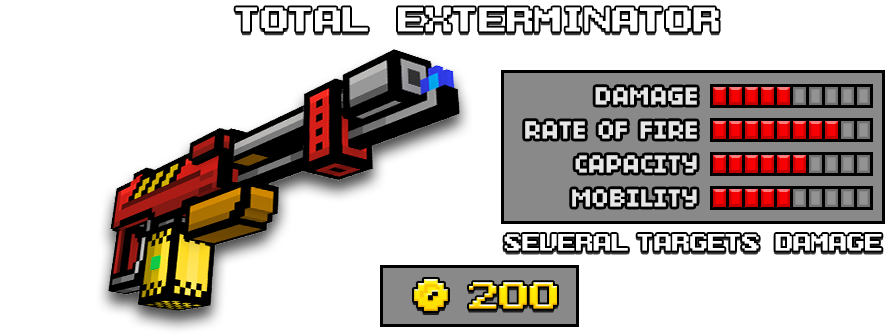 TOTAL EXTERMINATOR
DAMAGE
RATE OF FIRE
CAPACITY
MOBILITY
SEVERAL TARGETS DAMAGE
200